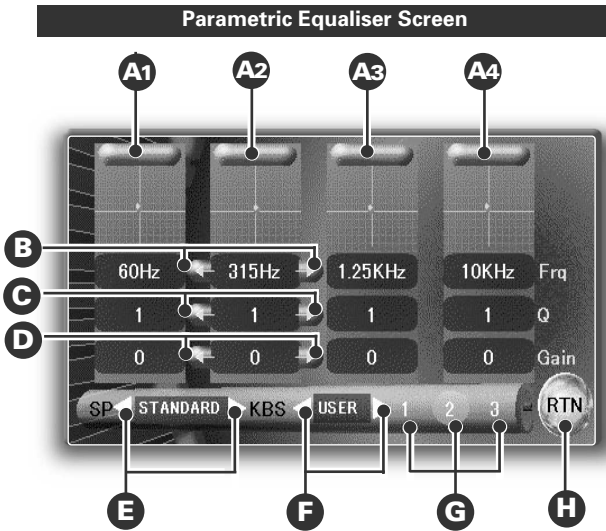 Parametric Equaliser Screen
A1 A2 A3 A4
B 60Hz 315Hz 1.25KHz 10KHz Frq
C 1 1 1 1 Q
D 0 0 0 0 Gain
SP STANDARD KBS USER 1 2 3 RTN
E F G H